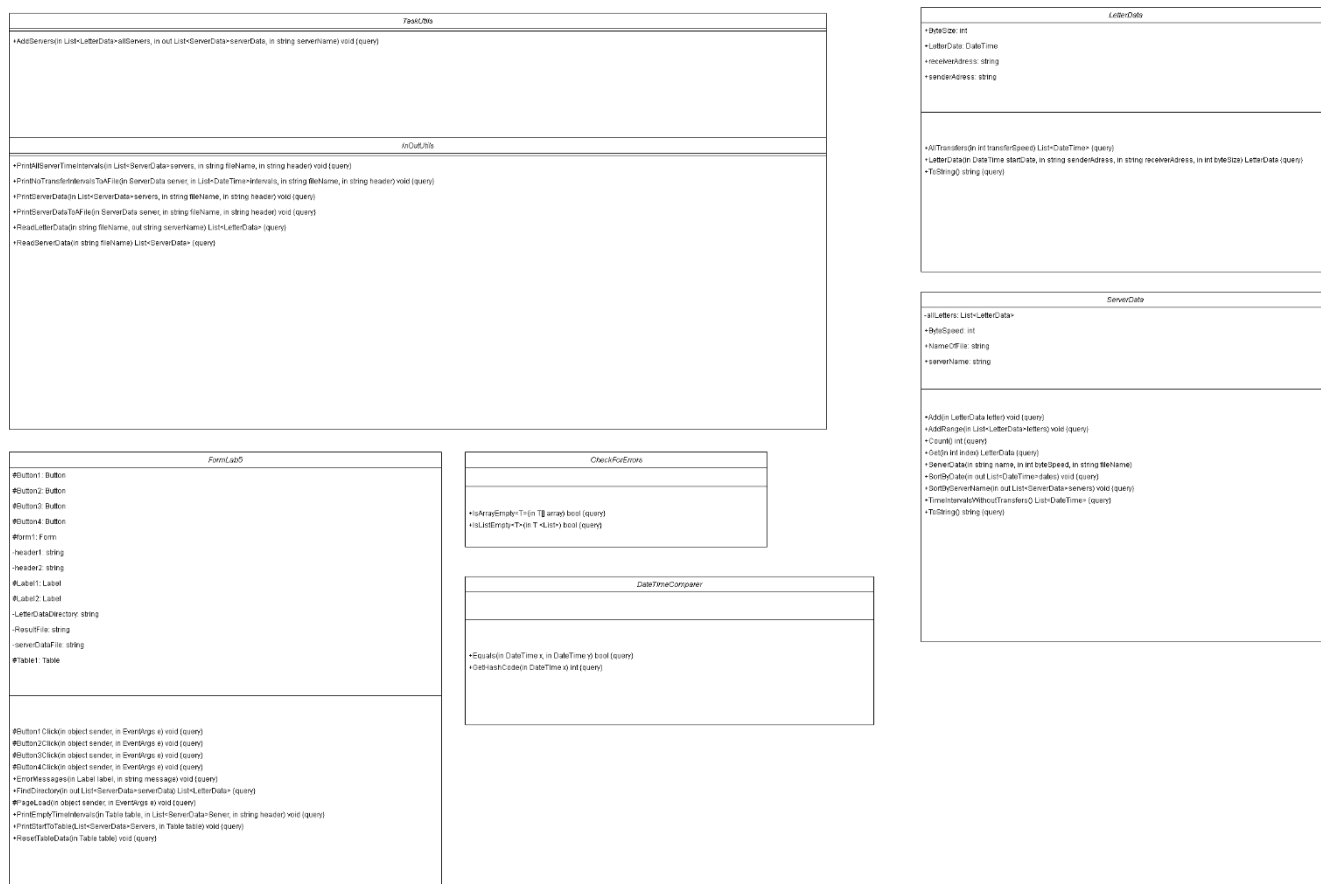 TaskUtils
+AddServers(in List<LetterData>allServers, in out List<ServerData>serverData, in string serverName) void {query}
InOutUtils
+PrintAllServerTimeIntervals(in List<ServerData>servers, in string fileName, in string header) void {query}
+PrintNoTransferIntervalsToAFile(in ServerData server, in List<DateTime>intervals, in string fileName, in string header) void {query}
+PrintServerData(in List<ServerData>servers, in string fileName, in string header) void {query}
+PrintServerDataToAFile(in ServerData server, in string fileName, in string header) void {query}
+ReadLetterData(in string fileName, out string serverName) List<LetterData> {query}
+ReadServerData(in string fileName) List<ServerData> {query}
LetterData
+ByteSize: int
+LetterDate: DateTime
+receiverAdress: string
+senderAdress: string
+AllTransfers(in int transferSpeed) List<DateTime> {query}
+LetterData(in DateTime startDate, in string senderAdress, in string receiverAdress, in int byteSize) LetterData {query}
+ToString() string {query}
ServerData
-allLetters: List<LetterData>
+ByteSpeed: int
+NameOfFile: string
+serverName: string
+Add(in LetterData letter) void {query}
+AddRange(in List<LetterData>letters) void {query}
+Count() int {query}
+Get(in int index) LetterData {query}
+ServerData(in string name, in int byteSpeed, in string fileName)
+SortByDate(in out List<DateTime>dates) void {query}
+SortByServerName(in out List<ServerData>servers) void {query}
+TimeIntervalsWithoutTransfers() List<DateTime> {query}
+ToString() string {query}
FormLab5
#Button1: Button
#Button2: Button
#Button3: Button
#Button4: Button
#form1: Form
-header1: string
-header2: string
#Label1: Label
#Label2: Label
-LetterDataDirectory: string
-ResultFile: string
-serverDataFile: string
#Table1: Table
#Button1Click(in object sender, in EventArgs e) void {query}
#Button2Click(in object sender, in EventArgs e) void {query}
#Button3Click(in object sender, in EventArgs e) void {query}
#Button4Click(in object sender, in EventArgs e) void {query}
+ErrorMessages(in Label label, in string message) void {query}
+FindDirectory(in out List<ServerData>serverData) List<LetterData> {query}
#PageLoad(in object sender, in EventArgs e) void {query}
+PrintEmptyTimeIntervals(in Table table, in List<ServerData>Server, in string header) void {query}
+PrintStartToTable(List<ServerData>Servers, in Table table) void {query}
+ResetTableData(in Table table) void {query}
CheckForErrors
+IsArrayEmpty<T>(in T[] array) bool {query}
+IsListEmpty<T>(in T <List>) bool {query}
DateTimeComparer
+Equals(in DateTime x, in DateTime y) bool {query}
+GetHashCode(in DateTime x) int {query}